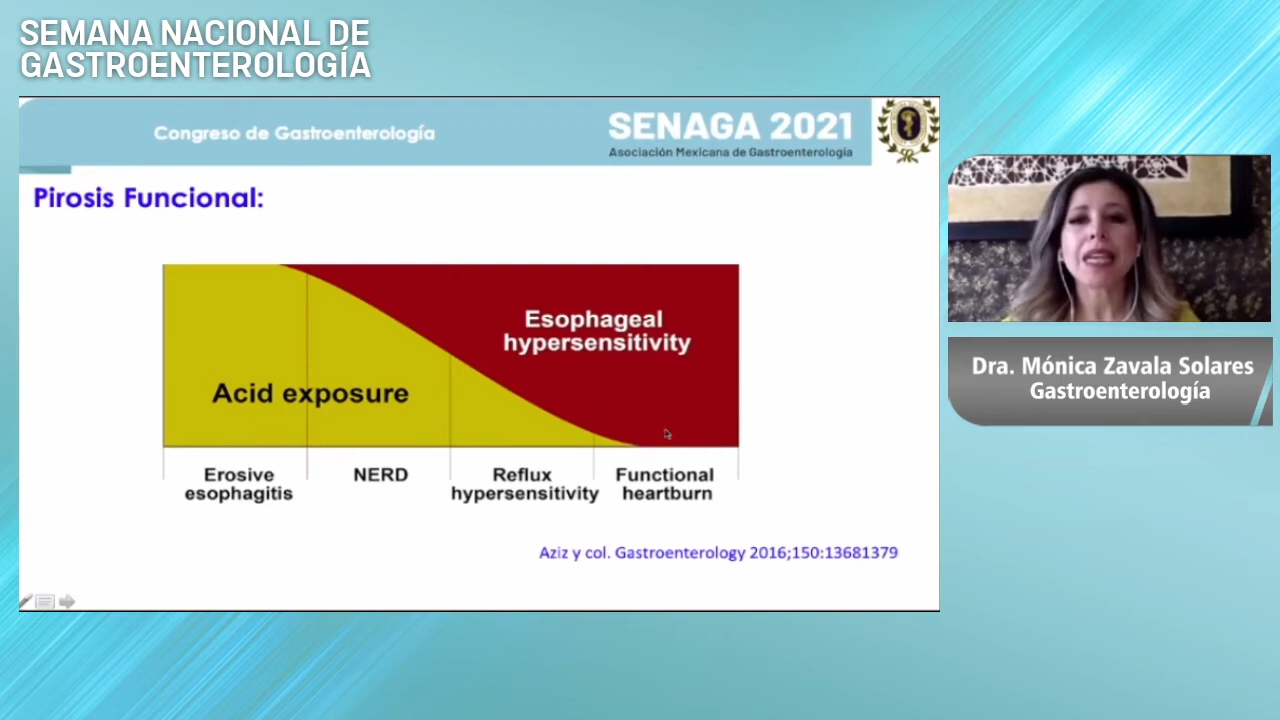 SEMANA NACIONAL DE
GASTROENTEROLOGÍA
Congreso de Gastroenterología
SENAGA 2021
Asociación Mexicana de Gastroenterología
Pirosis Funcional:
Esophageal
hypersensitivity
Acid exposure
Erosive
esophagitis
NERD
Reflux
hypersensitivity
Functional
heartburn
Aziz y col. Gastroenterology 2016;150:13681379
Dra. Mónica Zavala Solares
Gastroenterología